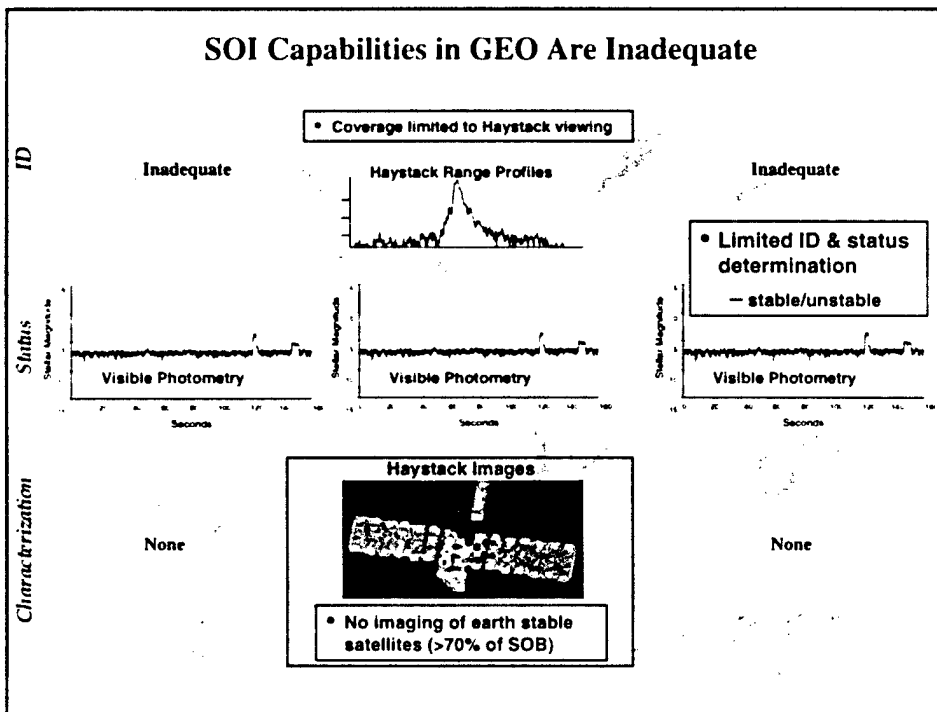 SOI Capabilities in GEO Are Inadequate
• Coverage limited to Haystack viewing
ID
Inadequate
Haystack Range Profiles
Inadequate
• Limited ID & status
determination
— stable/unstable
Status
Stellar Magnitude
Visible Photometry
Seconds
Stellar Magnitude
Visible Photometry
Seconds
Stellar Magnitude
Visible Photometry
Seconds
Characterization
None
Haystack Images
None
• No imaging of earth stable
satellites (>70% of SOB)